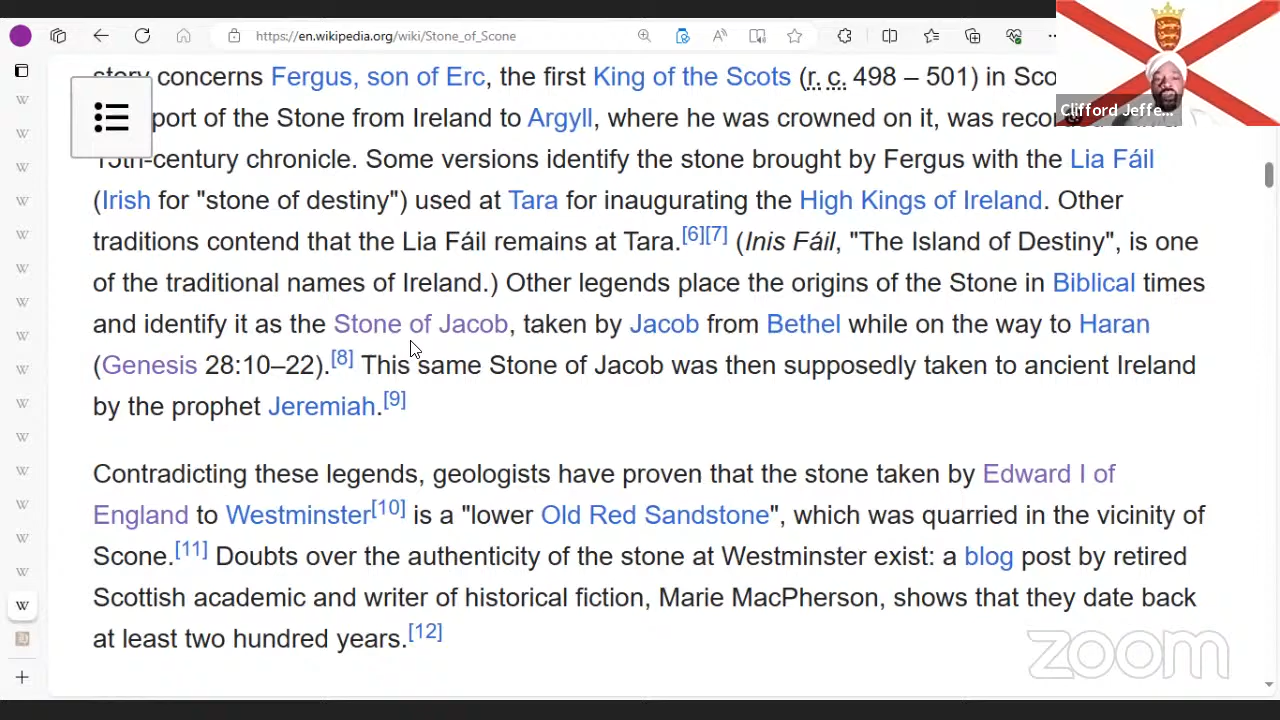 https://en.wikipedia.org/wiki/Stone_of_Scone
Clifford Jeffe...
story concerns Fergus, son of Erc, the first King of the Scots (r. c. 498 – 501) in
port of the Stone from Ireland to Argyll, where he was crowned on it, was
15th-century chronicle. Some versions identify the stone brought by Fergus with the Lia Fáil
(Irish for "stone of destiny") used at Tara for inaugurating the High Kings of Ireland. Other
traditions contend that the Lia Fáil remains at Tara.[6][7] (Inis Fáil, "The Island of Destiny", is one
of the traditional names of Ireland.) Other legends place the origins of the Stone in Biblical times
and identify it as the Stone of Jacob, taken by Jacob from Bethel while on the way to Haran
(Genesis 28:10–22).[8] This same Stone of Jacob was then supposedly taken to ancient Ireland
by the prophet Jeremiah.[9]
Contradicting these legends, geologists have proven that the stone taken by Edward I of
England to Westminster[10] is a "lower Old Red Sandstone", which was quarried in the vicinity of
Scone.[11] Doubts over the authenticity of the stone at Westminster exist: a blog post by retired
Scottish academic and writer of historical fiction, Marie MacPherson, shows that they date back
at least two hundred years.[12]
zoom